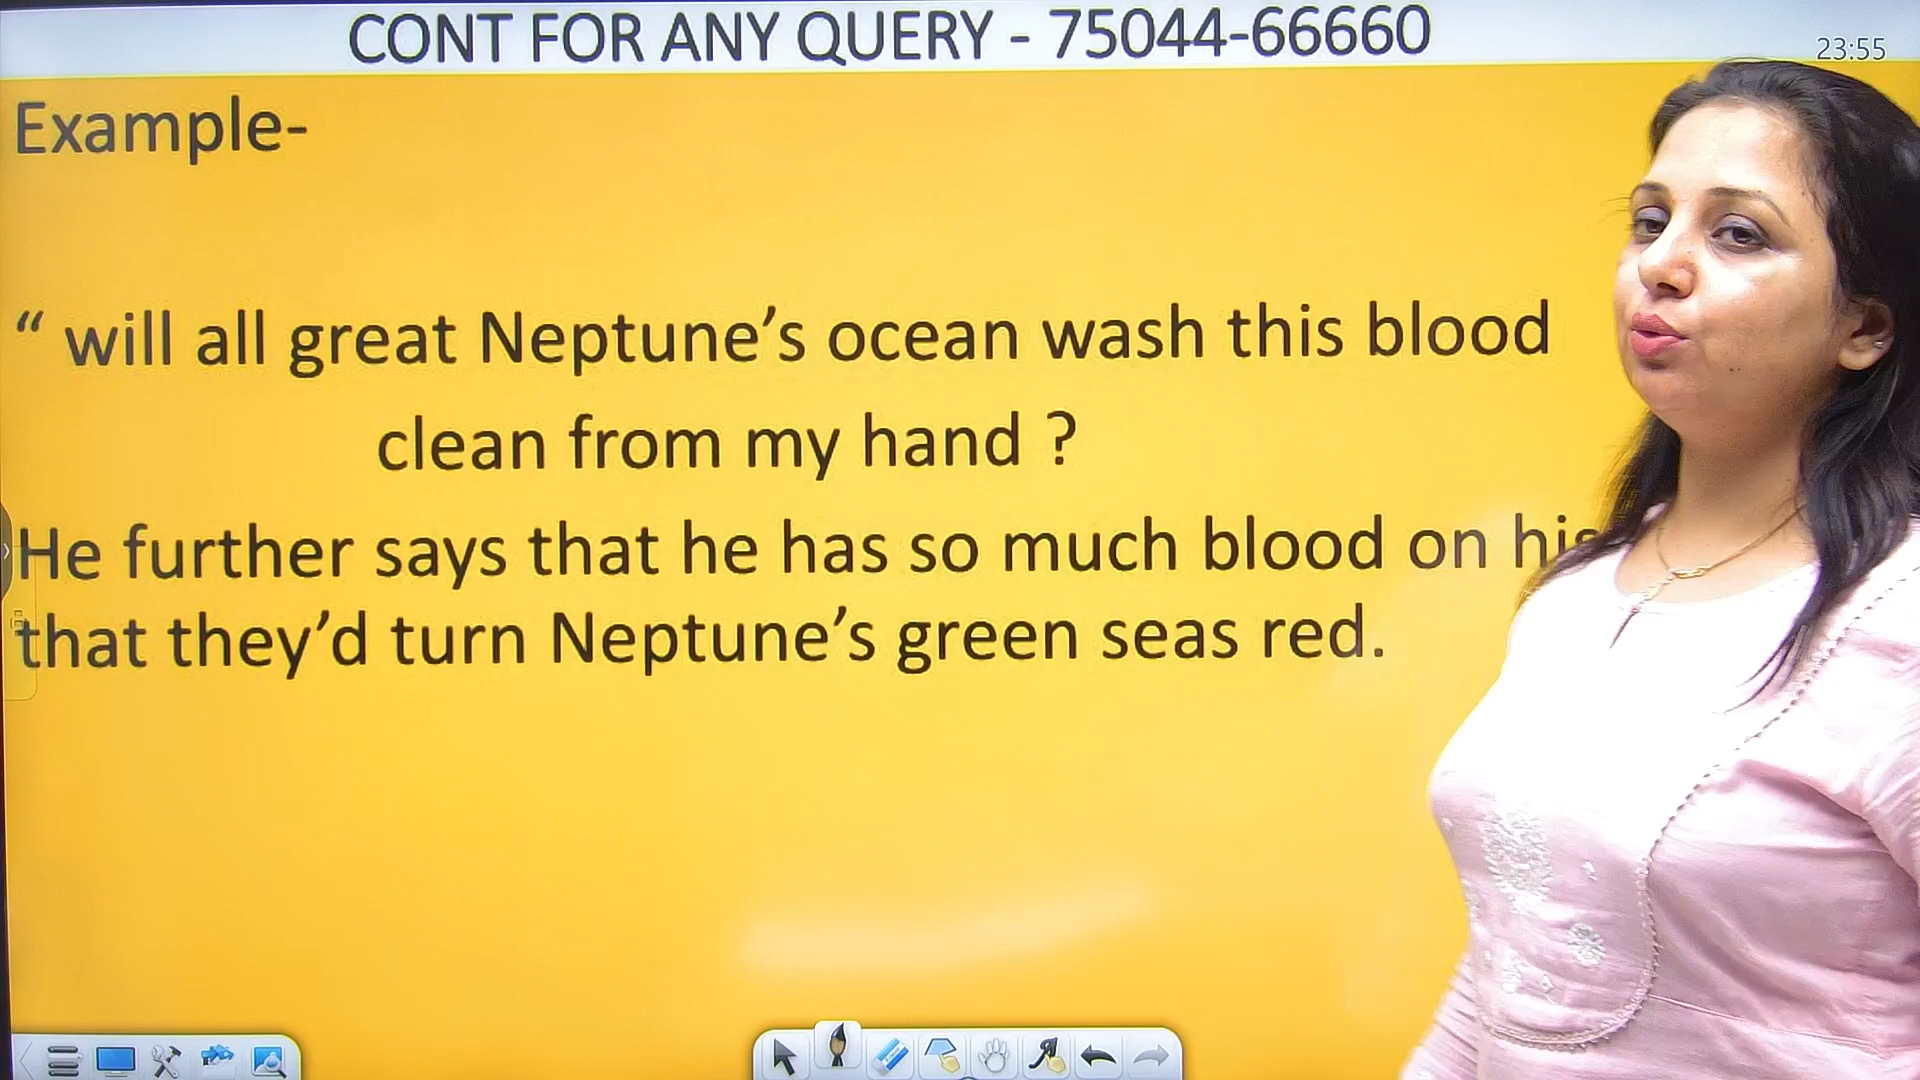 CONT FOR ANY QUERY - 75044-66660
23:55
Example-
“ will all great Neptune’s ocean wash this blood
clean from my hand ?
He further says that he has so much blood on his
that they’d turn Neptune’s green seas red.